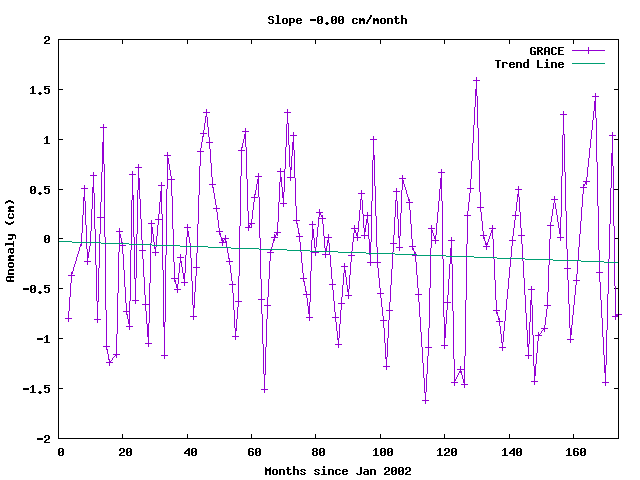 Slope -0.00 cm/month
GRACE
Trend Line
2
1.5
1
0.5
0
-0.5
-1
-1.5
-2
Anomaly (cm)
0 20 40 60 80 100 120 140 160
Months since Jan 2002